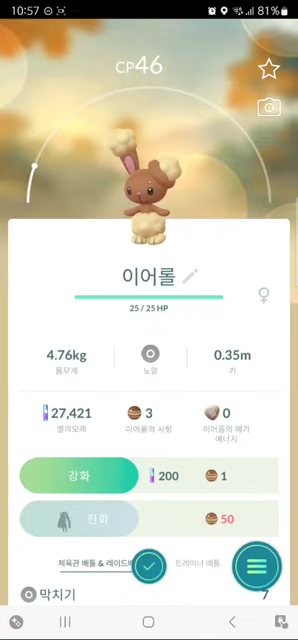 10:57
81%
CP46
이어롤
25 / 25 HP
4.76kg
노말
0.35m
몸무게
키
27,421
3
0
별의모래
이어롤의 사탕
이어롭의 메가
에너지
강화
200
1
진화
50
체육관 배틀 & 레이드배
트레이너 배틀
막치기
7